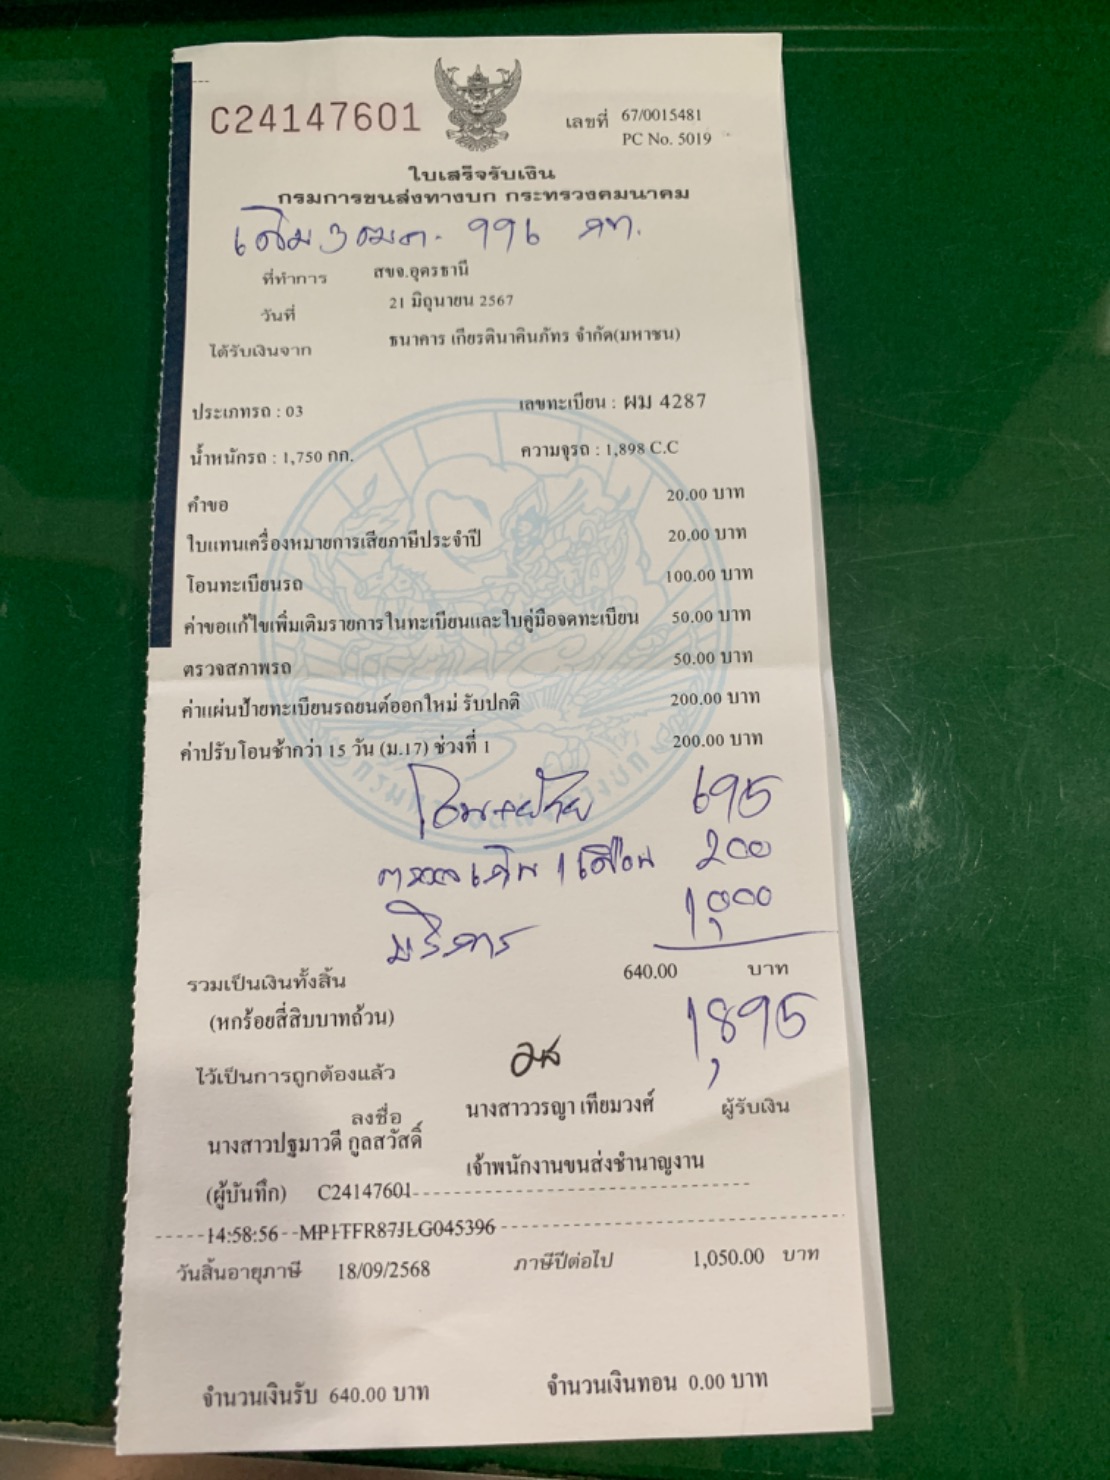 C24147601
เลขที่ 67/0015481
PC No. 5019
ใบเสร็จรับเงิน
กรมการขนส่งทางบก กระทรวงคมนาคม
เดิม 3 ฒค. 996 กท.
ที่ทำการ สขจ.อุดรธานี
วันที่ 21 มิถุนายน 2567
ได้รับเงินจาก ธนาคาร เกียรตินาคินภัทร จำกัด(มหาชน)
ประเภทรถ : 03 เลขทะเบียน : ผม 4287
น้ำหนักรถ : 1,750 กก. ความจุรถ : 1,898 C.C
คำขอ 20.00 บาท
ใบแทนเครื่องหมายการเสียภาษีประจำปี 20.00 บาท
โอนทะเบียนรถ 100.00 บาท
ค่าขอแก้ไขเพิ่มเติมรายการในทะเบียนและใบคู่มือจดทะเบียน 50.00 บาท
ตรวจสภาพรถ 50.00 บาท
ค่าแผ่นป้ายทะเบียนรถยนต์ออกใหม่ รับปกติ 200.00 บาท
ค่าปรับโอนช้ากว่า 15 วัน (ม.17) ช่วงที่ 1 200.00 บาท
โอน+ย้าย 695
เกิน 1 เดือน 200
บริการ 1,000
รวมเป็นเงินทั้งสิ้น 640.00 บาท
(หกร้อยสี่สิบบาทถ้วน) 1,895
ไว้เป็นการถูกต้องแล้ว
ลงชื่อ นางสาววรญา เทียมวงศ์ ผู้รับเงิน
นางสาวปฐมาวดี กูลสวัสดิ์
เจ้าพนักงานขนส่งชำนาญงาน
(ผู้บันทึก) C24147601
14:58:56--MP1TFR87JLG045396
วันสิ้นอายุภาษี 18/09/2568 ภาษีปีต่อไป 1,050.00 บาท
จำนวนเงินรับ 640.00 บาท จำนวนเงินทอน 0.00 บาท